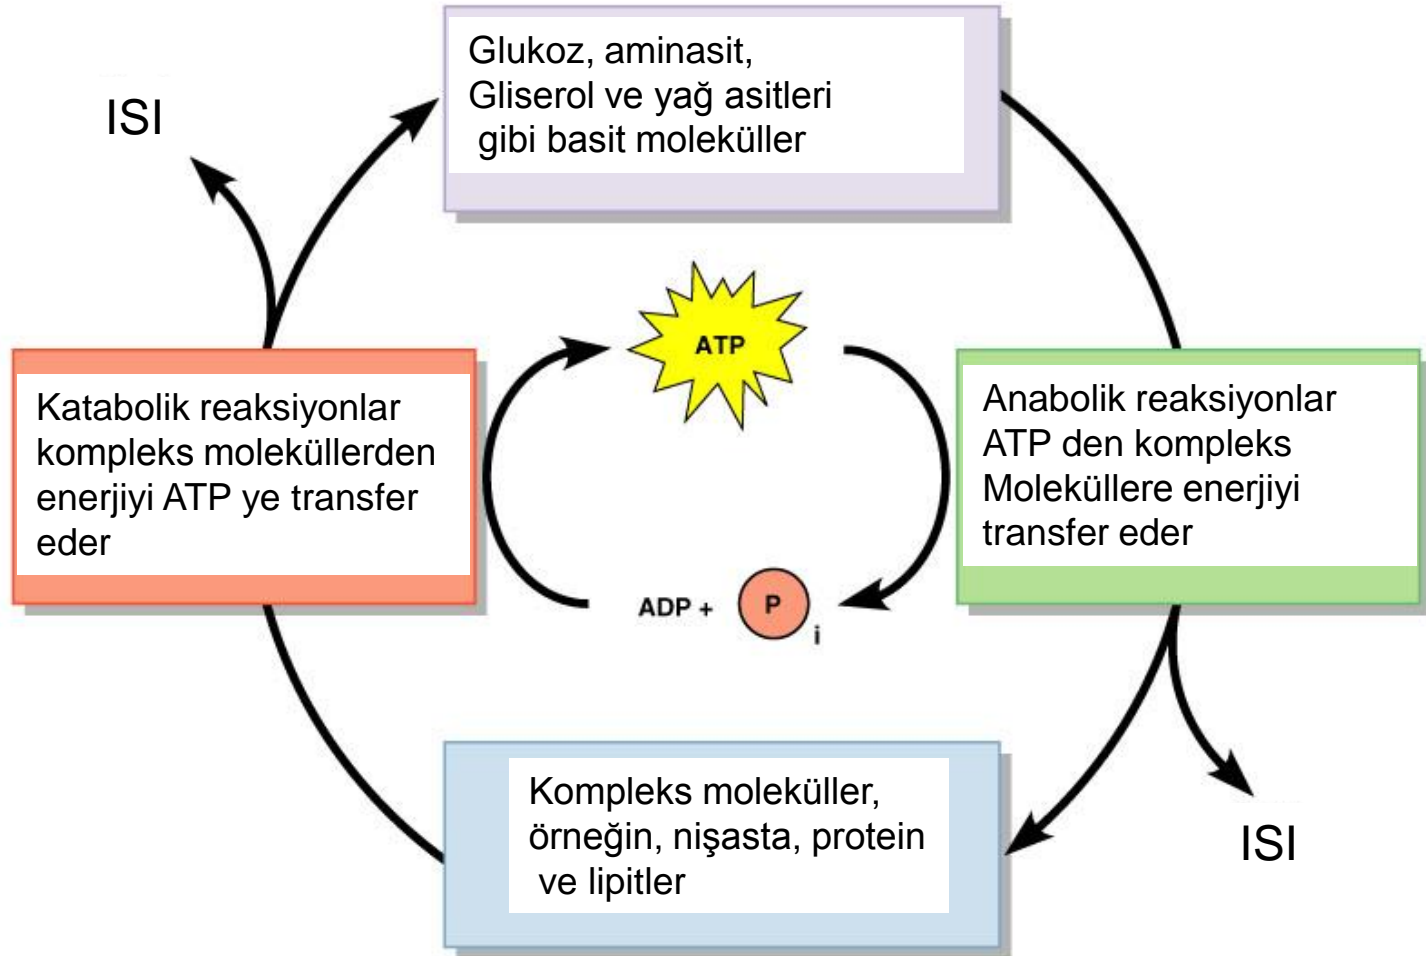 Glukoz, aminasit,
Gliserol ve yağ asitleri
gibi basit moleküller
ISI
ATP
Katabolik reaksiyonlar
kompleks moleküllerden
enerjiyi ATP ye transfer
eder
Anabolik reaksiyonlar
ATP den kompleks
Moleküllere enerjiyi
transfer eder
ADP + P i
Kompleks moleküller,
örneğin, nişasta, protein
ve lipitler
ISI